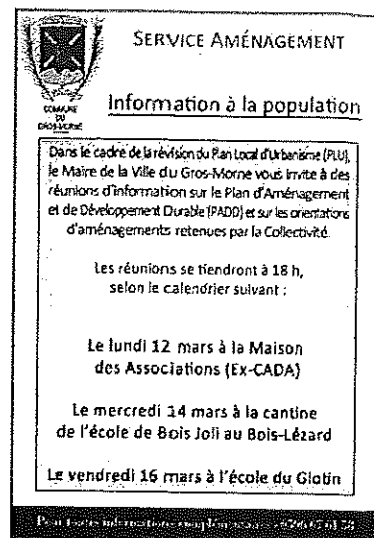 SERVICE AMÉNAGEMENT
COMMUNE
DU
GROS-MORNE
Information à la population
Dans le cadre de la révision du Plan Local d'Urbanisme (PLU),
le Maire de la Ville du Gros-Morne vous invite à des
réunions d'information sur le Plan d'Aménagement
et de Développement Durable (PADD) et sur les orientations
d'aménagements retenues par la Collectivité.
Les réunions se tiendront à 18 h,
selon le calendrier suivant :
Le lundi 12 mars à la Maison
des Associations (Ex-CADA)
Le mercredi 14 mars à la cantine
de l'école de Bois Joli au Bois-Lézard
Le vendredi 16 mars à l'école du Glotin
Pour toutes informations complémentaires